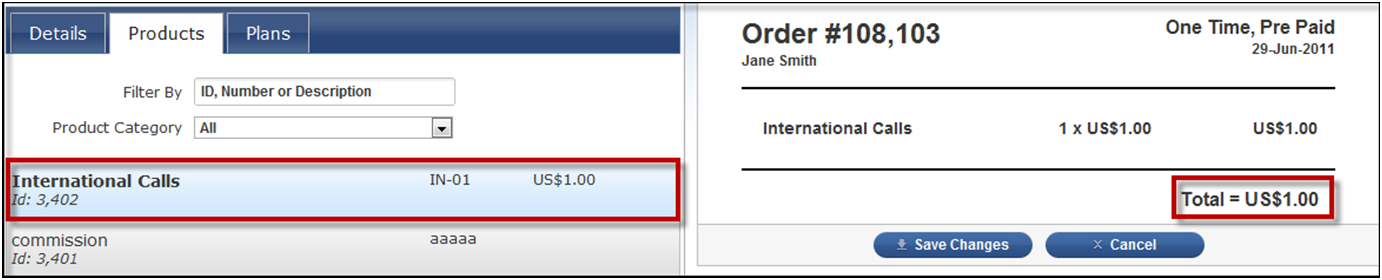 Details Products Plans
Filter By ID, Number or Description
Product Category All
International Calls IN-01 US$1.00
Id: 3,402
commission aaaaa
Id: 3,401
Order #108,103 One Time, Pre Paid
Jane Smith 29-Jun-2011
International Calls 1 x US$1.00 US$1.00
Total = US$1.00
Save Changes x Cancel